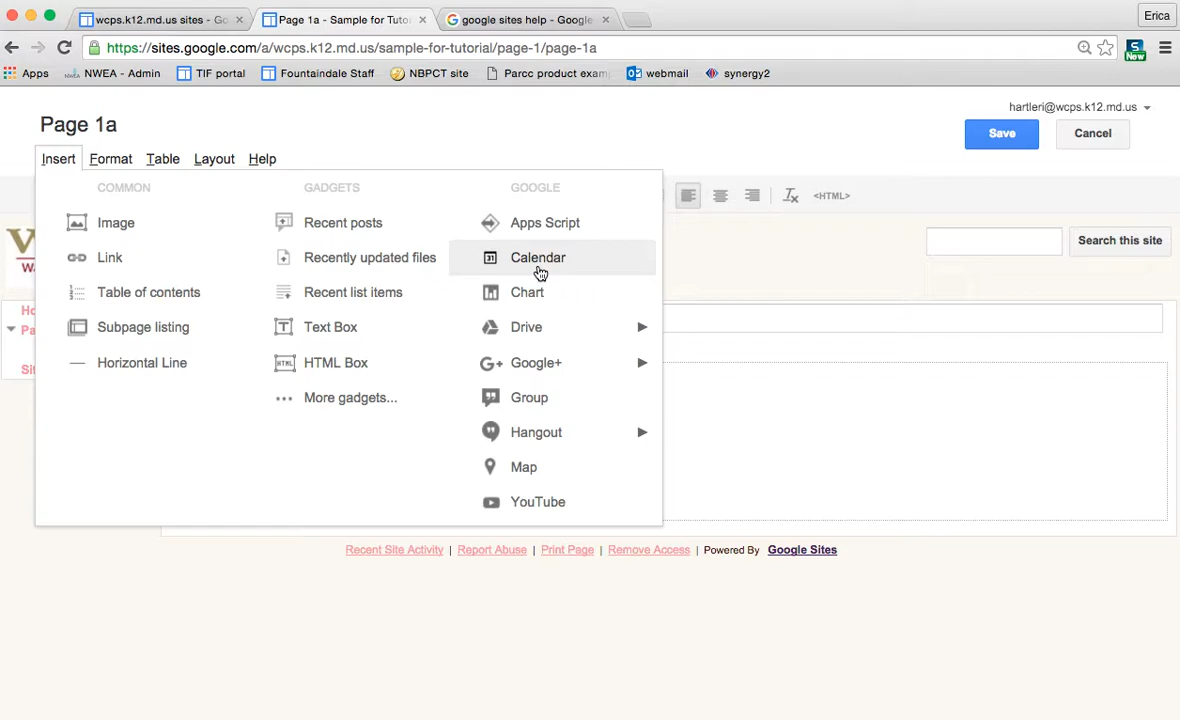 wcps.k12.md.us sites - Go
Page 1a - Sample for Tuto
google sites help - Google
Erica
https://sites.google.com/a/wcps.k12.md.us/sample-for-tutorial/page-1/page-1a
New
Apps
NWEA - Admin
TIF portal
Fountaindale Staff
NBPCT site
Parcc product exam
webmail
synergy2
hartleri@wcps.k12.md.us
Page 1a
Save
Cancel
Insert Format Table Layout Help
<HTML>
COMMON
Image
Link
Table of contents
Subpage listing
Horizontal Line
GADGETS
Recent posts
Recently updated files
Recent list items
Text Box
HTML Box
More gadgets...
GOOGLE
Apps Script
Calendar
Chart
Drive
Google+
Group
Hangout
Map
YouTube
Search this site
Ho
Pa
Sit
Recent Site Activity | Report Abuse | Print Page | Remove Access | Powered By Google Sites